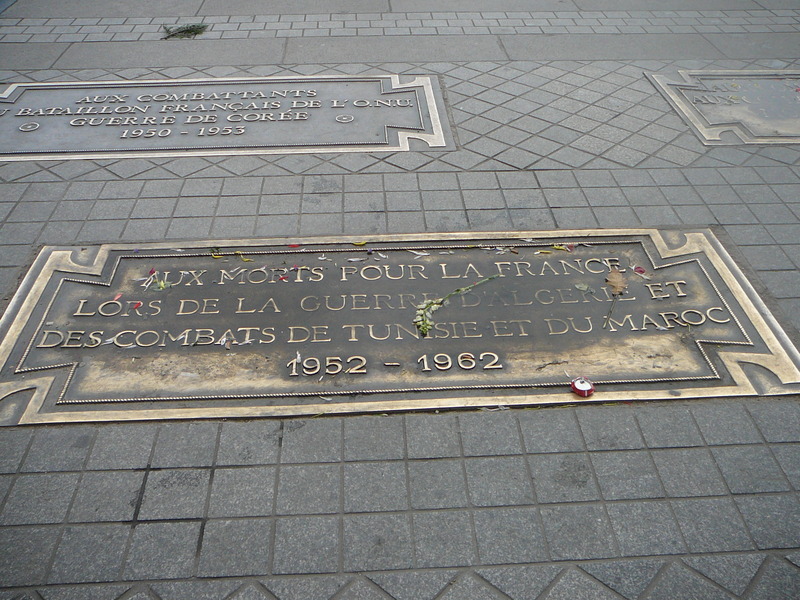 AUX COMBATTANTS
BATAILLON FRANÇAIS DE L'O.N.U.
GUERRE DE CORÉE
1950 - 1953
AUX MORTS POUR LA FRANCE
LORS DE LA GUERRE D'ALGERIE ET
DES COMBATS DE TUNISIE ET DU MAROC
1952 - 1962